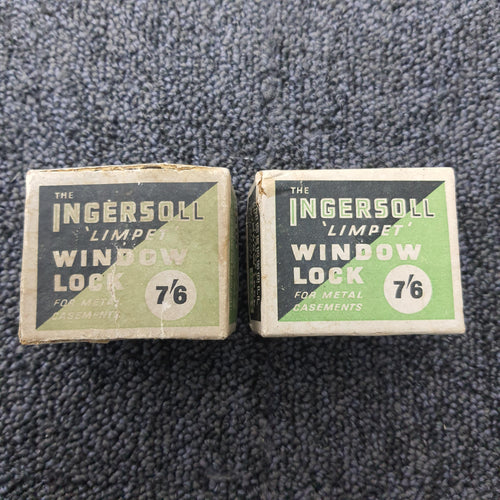 THE
INGERSOLL
'LIMPET'
WINDOW
LOCK
FOR METAL
CASEMENTS
7/6
THE
INGERSOLL
'LIMPET'
WINDOW
LOCK
FOR METAL
CASEMENTS
7/6